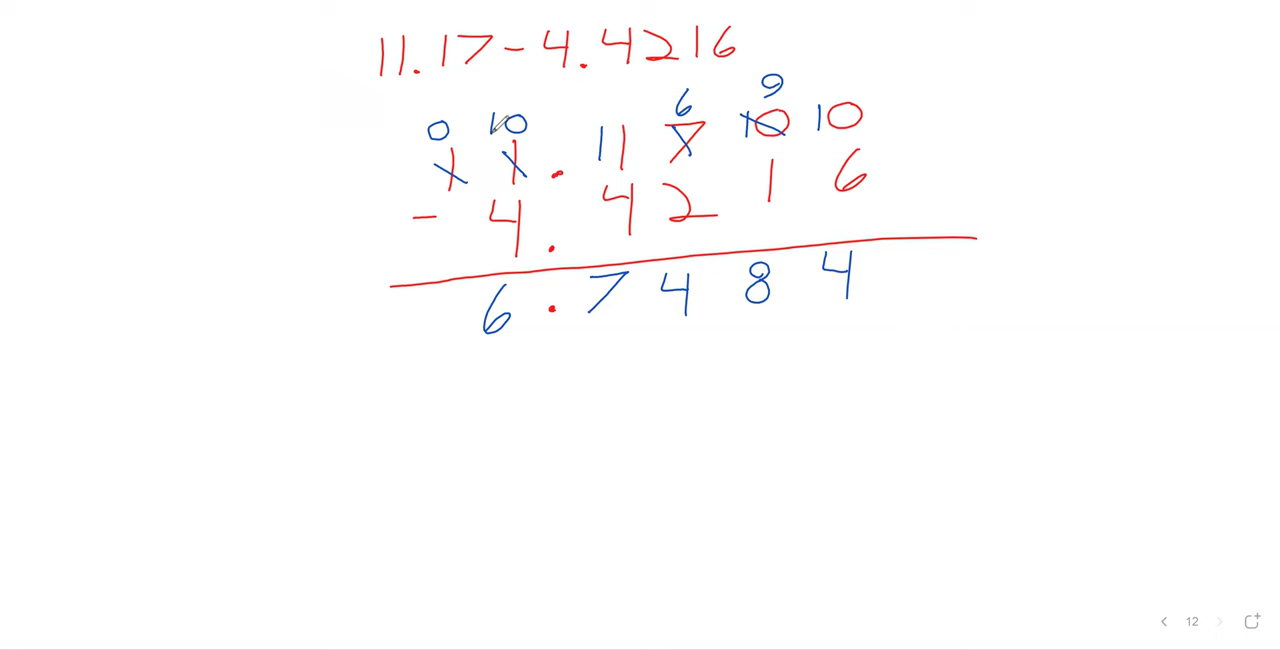 11.17-4.4216
9
6
0 10 10 10
1 1 . 11 7
1 6
- 4 . 4 2
6 . 7 4 8 4
< 12 >